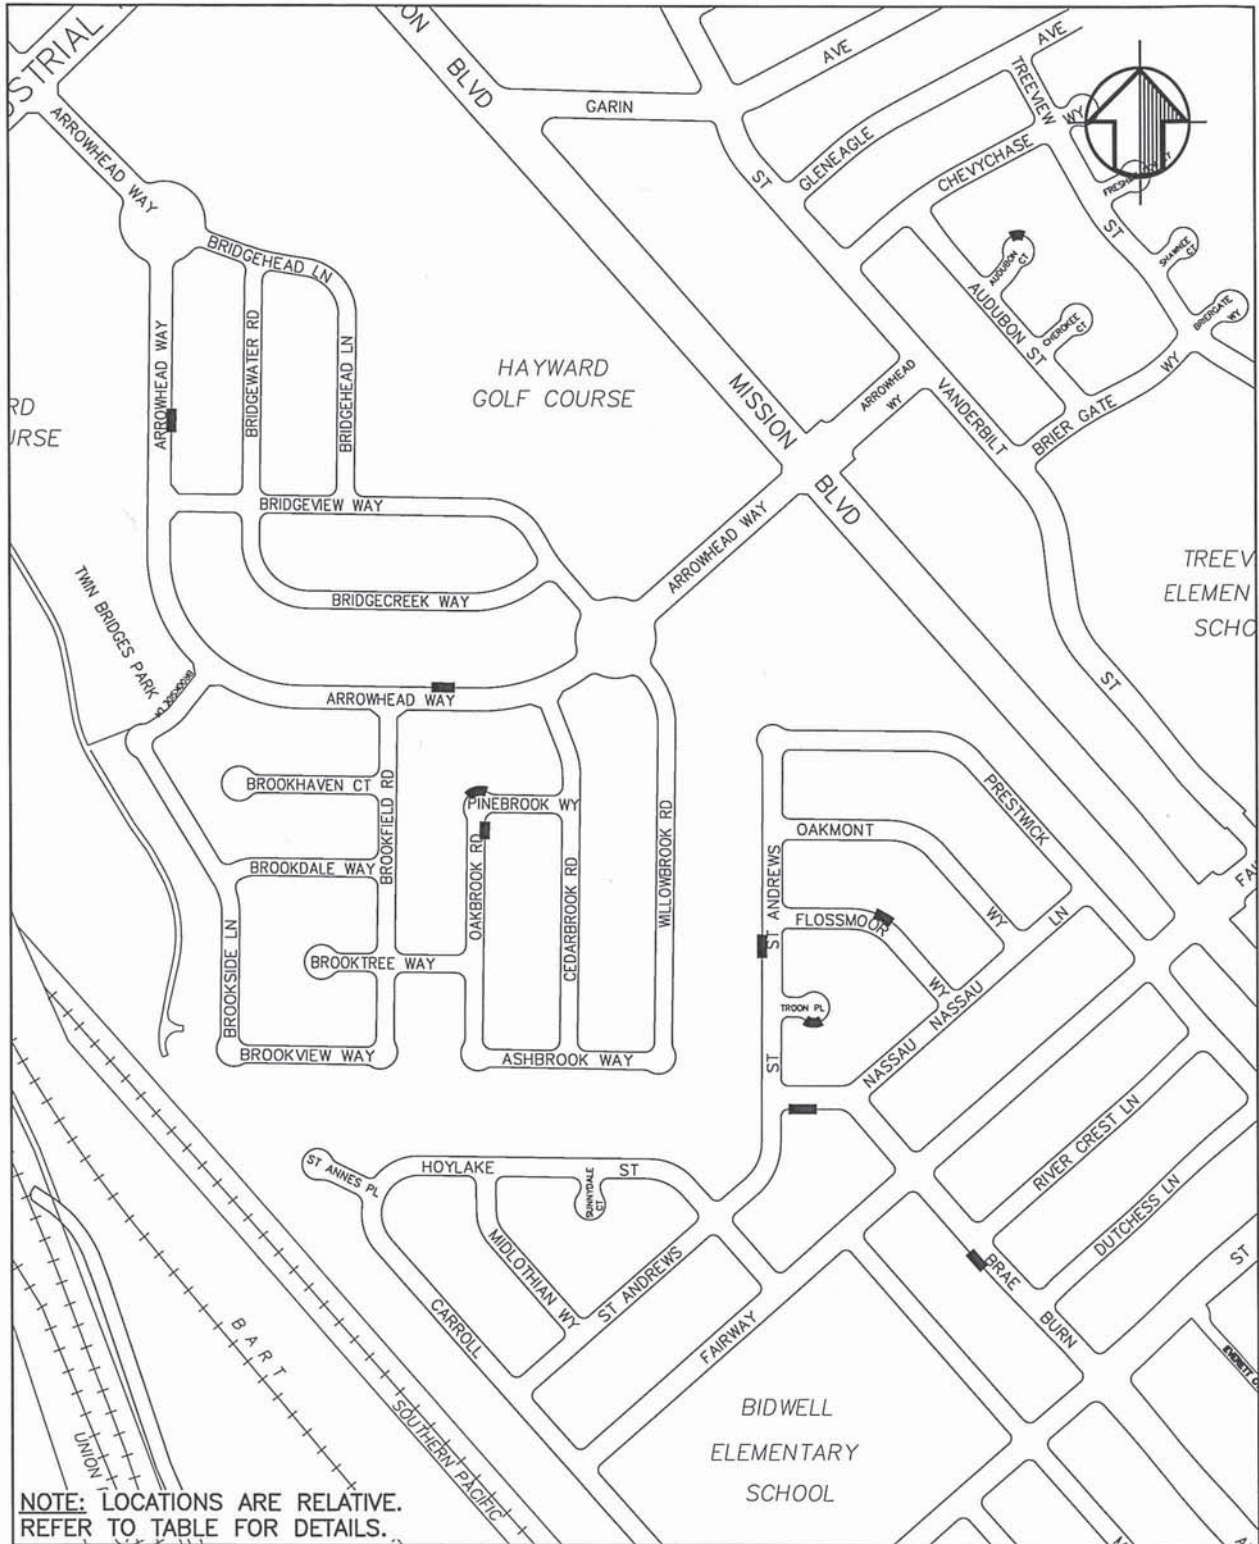 STRIAL
ON BLVD
GARIN
AVE
AVE
TREEVIEW
WY
ARROWHEAD WAY
ST
GLENEAGLE
CHEVYCHASE
ST
SHAWNEE
CT
BRIERGATE
WY
AUDUBON
CT
CHEROKEE
CT
AUDUBON ST
BRIDGEHEAD LN
ARROWHEAD WAY
BRIDGEWATER RD
BRIDGEHEAD LN
HAYWARD
GOLF COURSE
RD
URSE
MISSION
BLVD
ARROWHEAD
WY
VANDERBILT
BRIER GATE
WY
BRIDGEVIEW WAY
ARROWHEAD WAY
BRIDGECREEK WAY
TREEV
ELEMEN
SCHO
ST
TWIN BRIDGES PARK
BROOKSIDE LN
ARROWHEAD WAY
BROOKHAVEN CT
BROOKFIELD RD
PINEBROOK WY
OAKBROOK RD
CEDARBROOK RD
WILLOWBROOK RD
BROOKDALE WAY
BROOKSIDE LN
BROOKTREE WAY
BROOKVIEW WAY
ASHBROOK WAY
PRESTWICK
OAKMONT
WY
LN
FAI
ST ANDREWS
FLOSSMOOR
WY
NASSAU
TROON PL
ST
NASSAU
ST ANNES PL
HOYLAKE
ST
SUNNYDALE
CT
MIDLOTHIAN WY
ST ANDREWS
CARROLL
FAIRWAY
RIVER CREST LN
DUTCHESS LN
ST
BRAE
BURN
EVERETT C
BART
SOUTHERN PACIFIC
UNION
BIDWELL
ELEMENTARY
SCHOOL
NOTE: LOCATIONS ARE RELATIVE.
REFER TO TABLE FOR DETAILS.